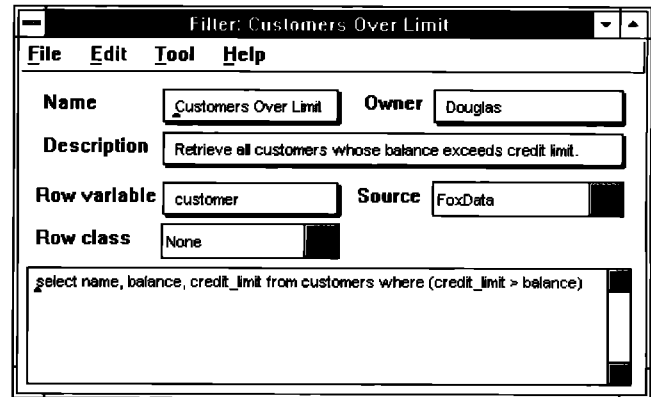 Filter: Customers Over Limit
File Edit Tool Help
Name Customers Over Limit Owner Douglas
Description Retrieve all customers whose balance exceeds credit limit.
Row variable customer Source FoxData
Row class None
select name, balance, credit_limit from customers where (credit_limit > balance)